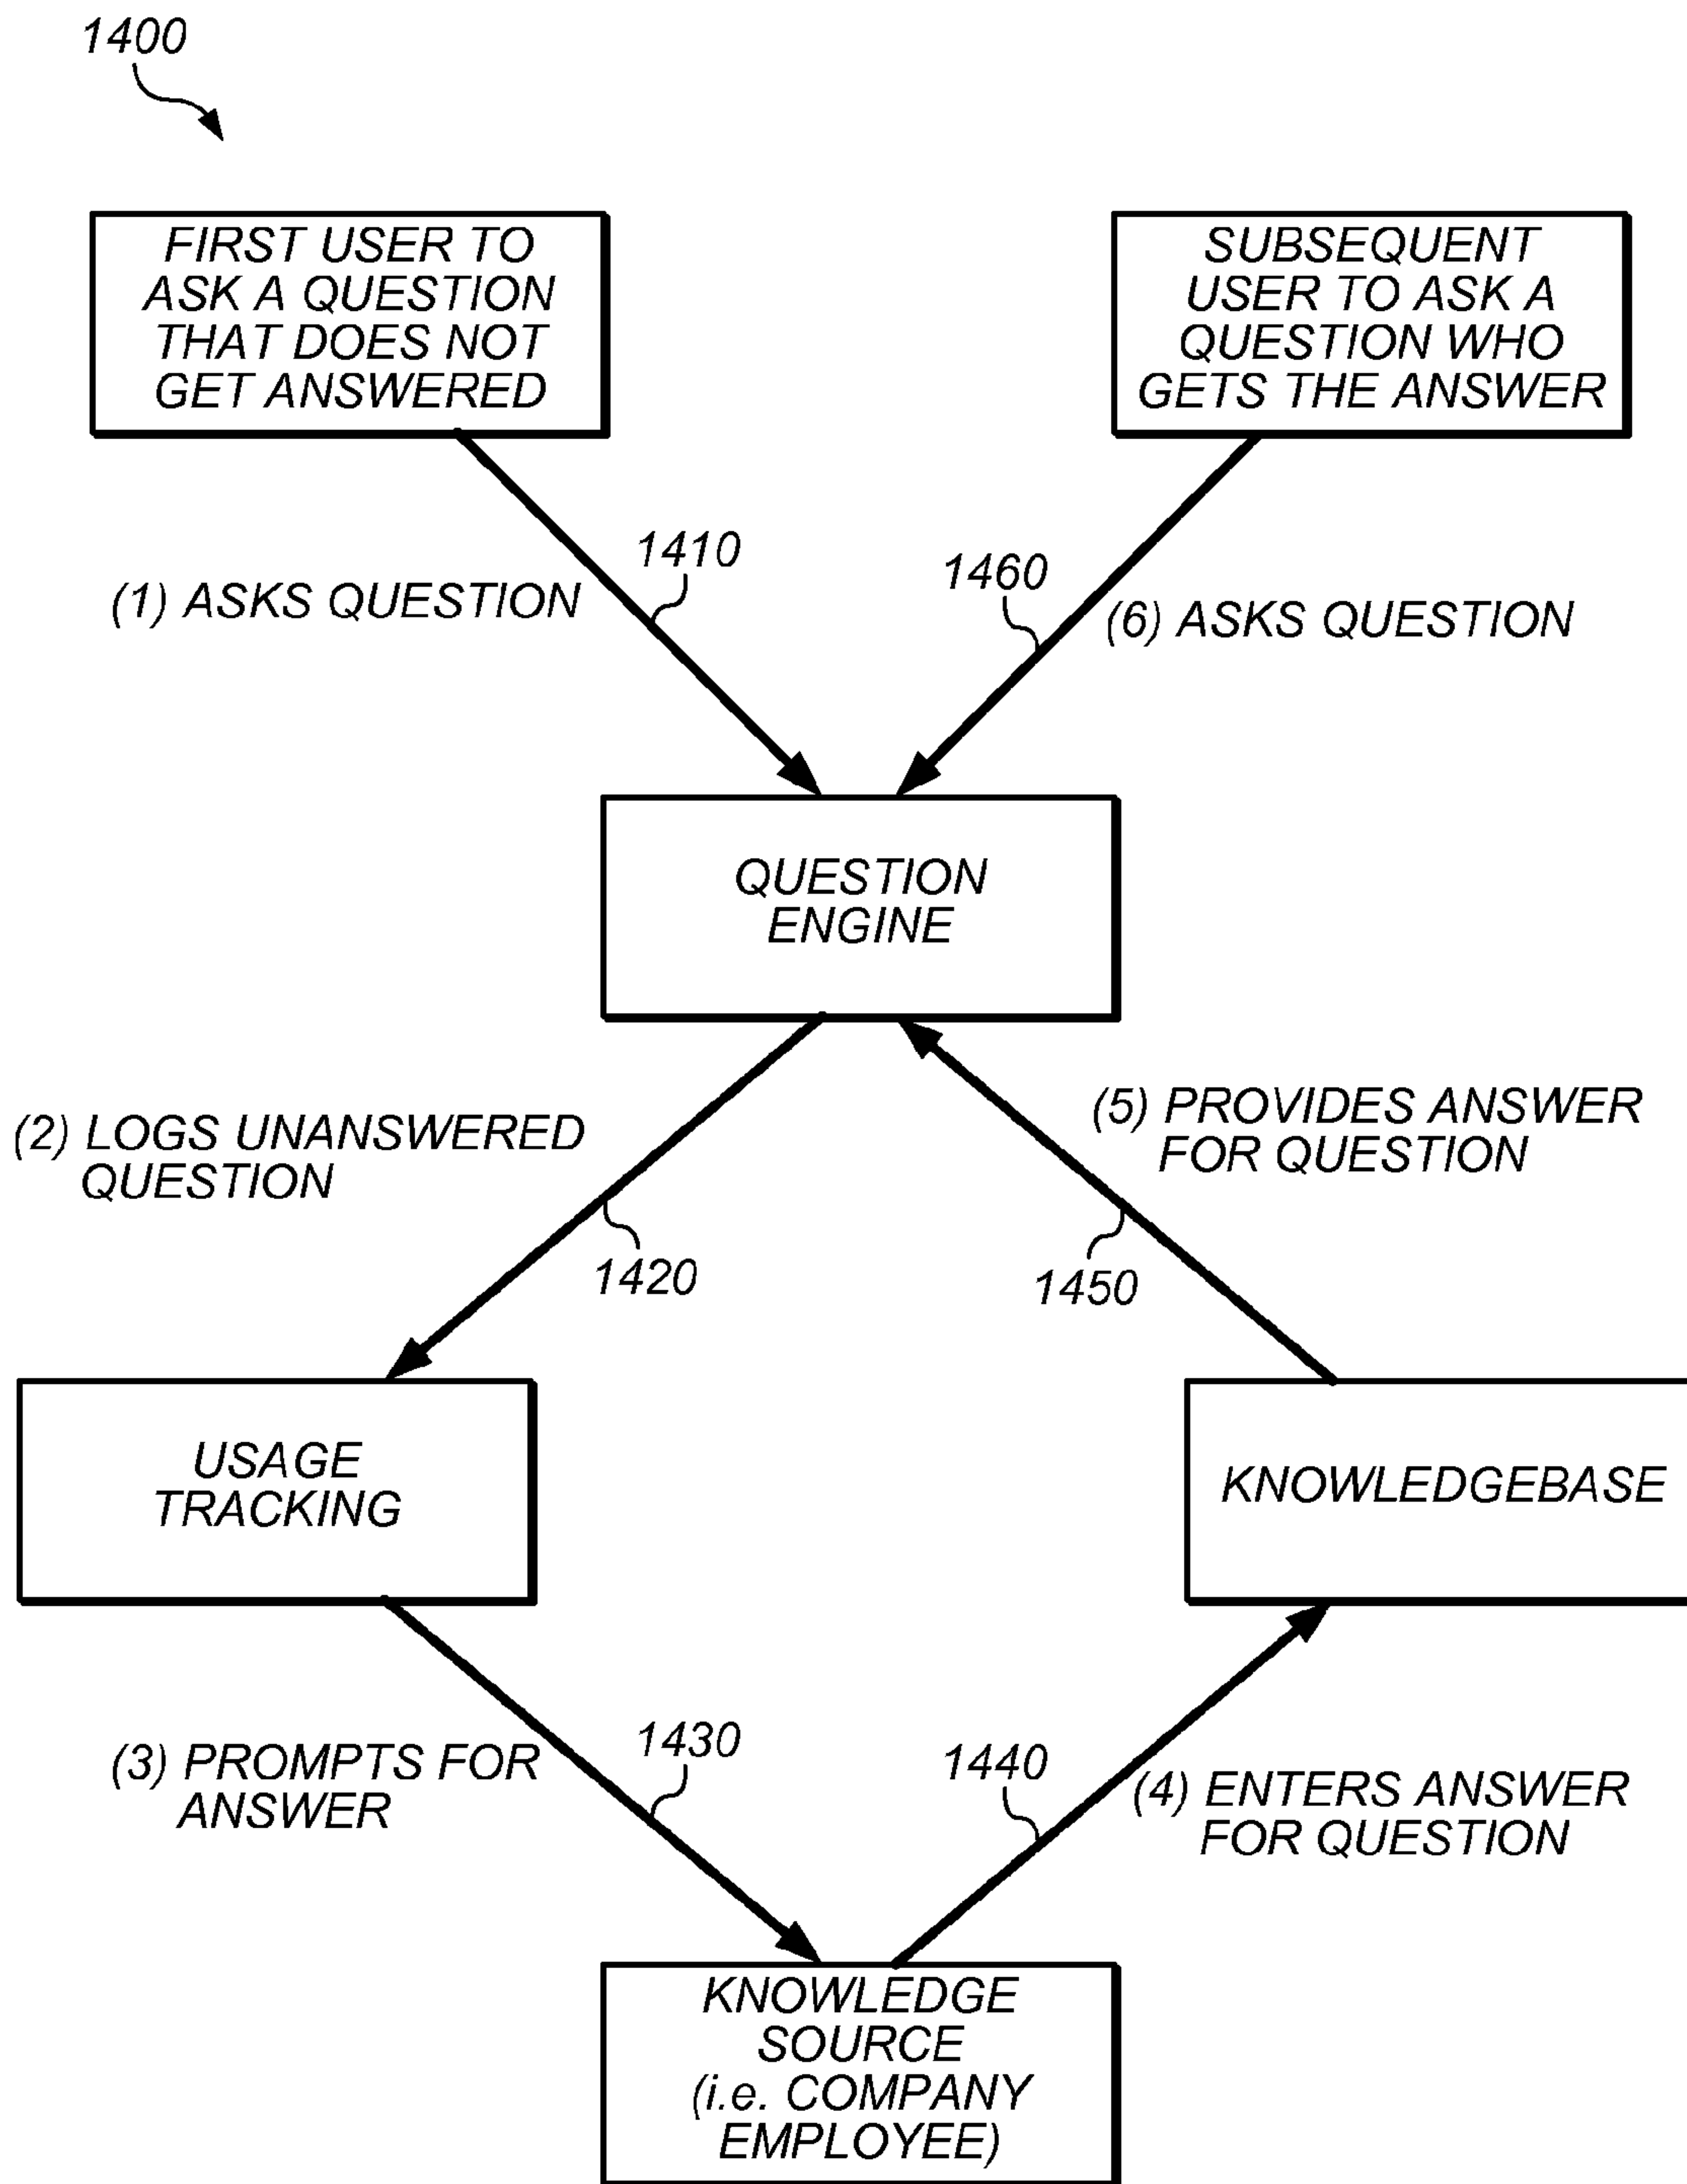 1400
FIRST USER TO
ASK A QUESTION
THAT DOES NOT
GET ANSWERED
SUBSEQUENT
USER TO ASK A
QUESTION WHO
GETS THE ANSWER
1410
1460
(1) ASKS QUESTION
(6) ASKS QUESTION
QUESTION
ENGINE
(2) LOGS UNANSWERED
QUESTION
(5) PROVIDES ANSWER
FOR QUESTION
1420
1450
USAGE
TRACKING
KNOWLEDGEBASE
(3) PROMPTS FOR
ANSWER
1430
1440
(4) ENTERS ANSWER
FOR QUESTION
KNOWLEDGE
SOURCE
(i.e. COMPANY
EMPLOYEE)